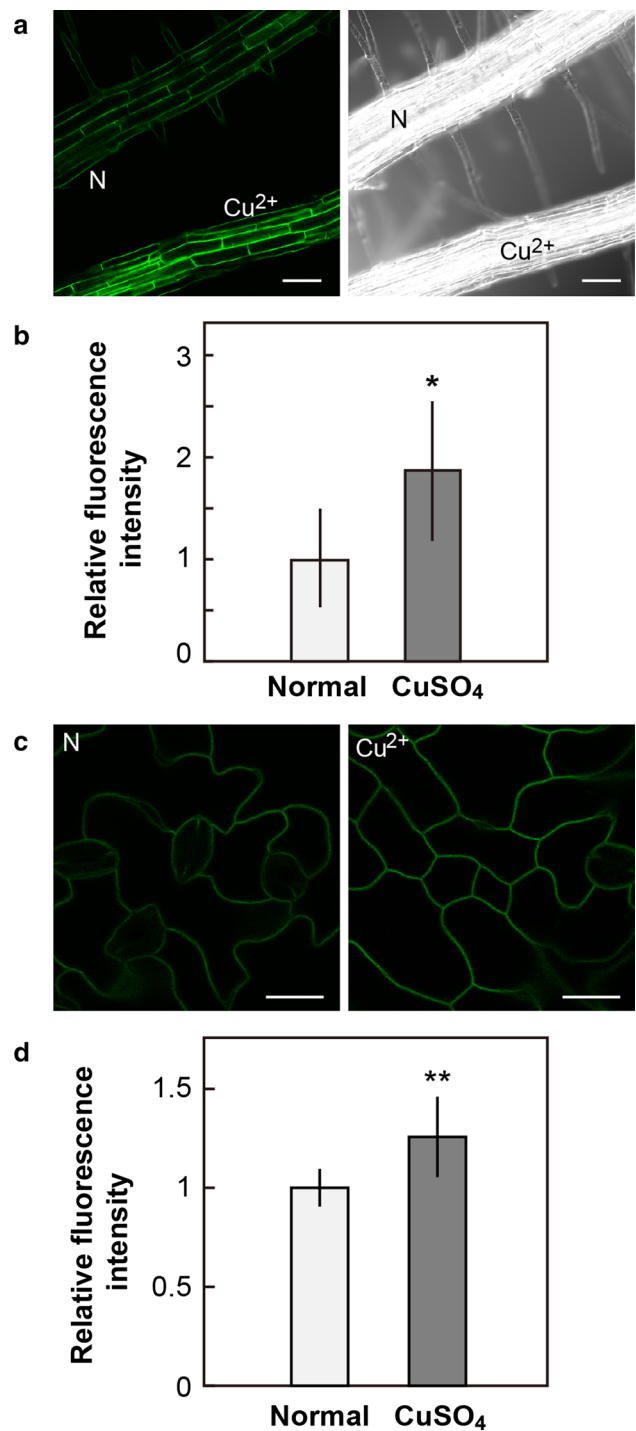 a
N
Cu²⁺
N
Cu²⁺
b
Relative fluorescence
intensity
3
2
1
0
*
Normal
CuSO₄
c
N
Cu²⁺
d
Relative fluorescence
intensity
1.5
1
0.5
0
**
Normal
CuSO₄